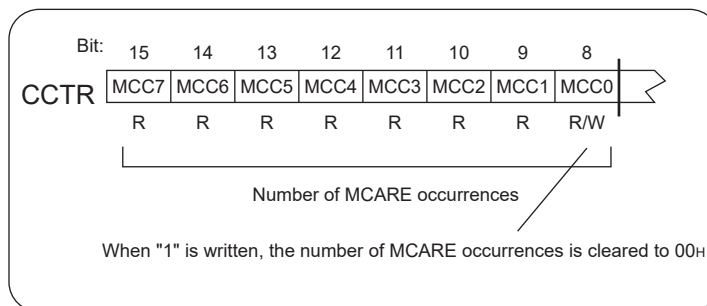 Bit: 15 14 13 12 11 10 9 8
CCTR MCC7 MCC6 MCC5 MCC4 MCC3 MCC2 MCC1 MCC0
R R R R R R R R/W
Number of MCARE occurrences
When "1" is written, the number of MCARE occurrences is cleared to 00H